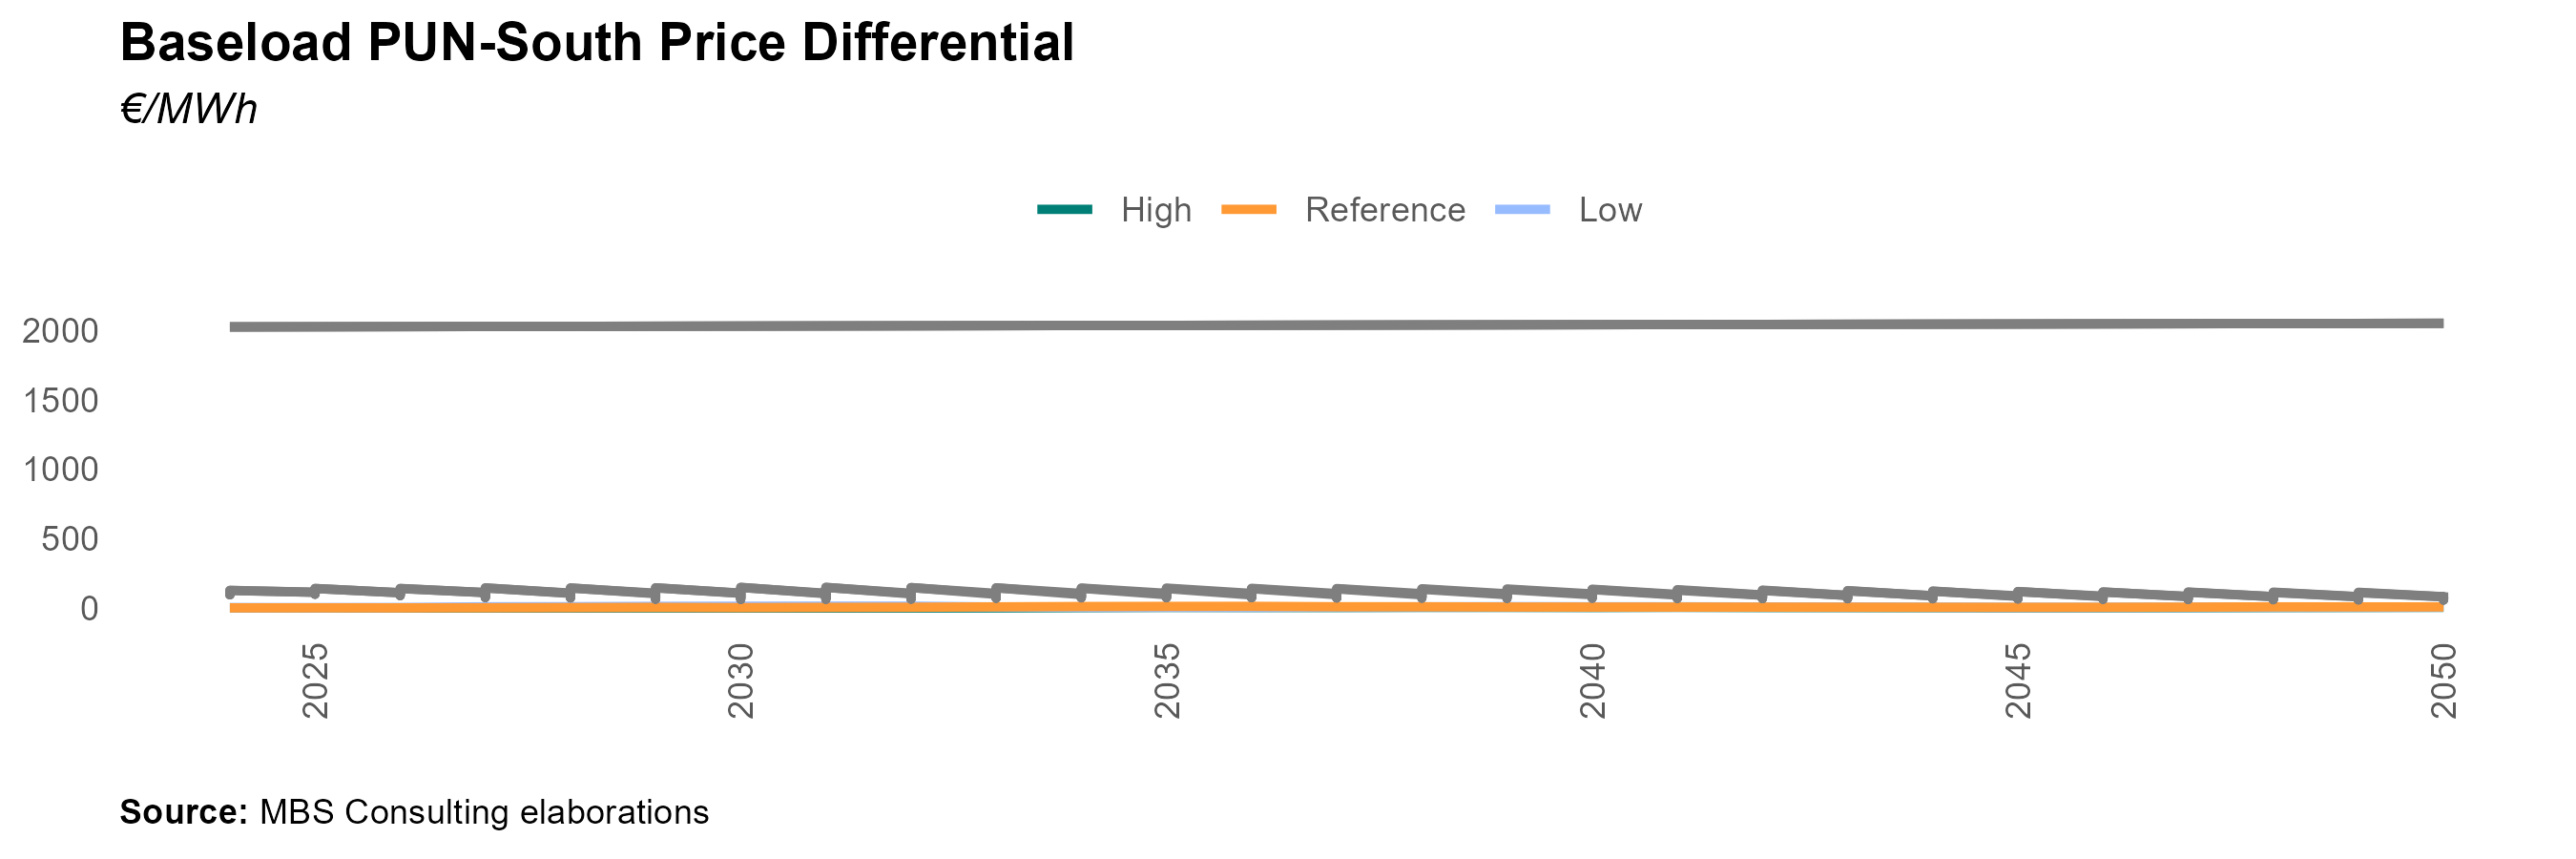 Baseload PUN-South Price Differential
€/MWh
High Reference Low
2000
1500
1000
500
0
2025 2030 2035 2040 2045 2050
Source: MBS Consulting elaborations